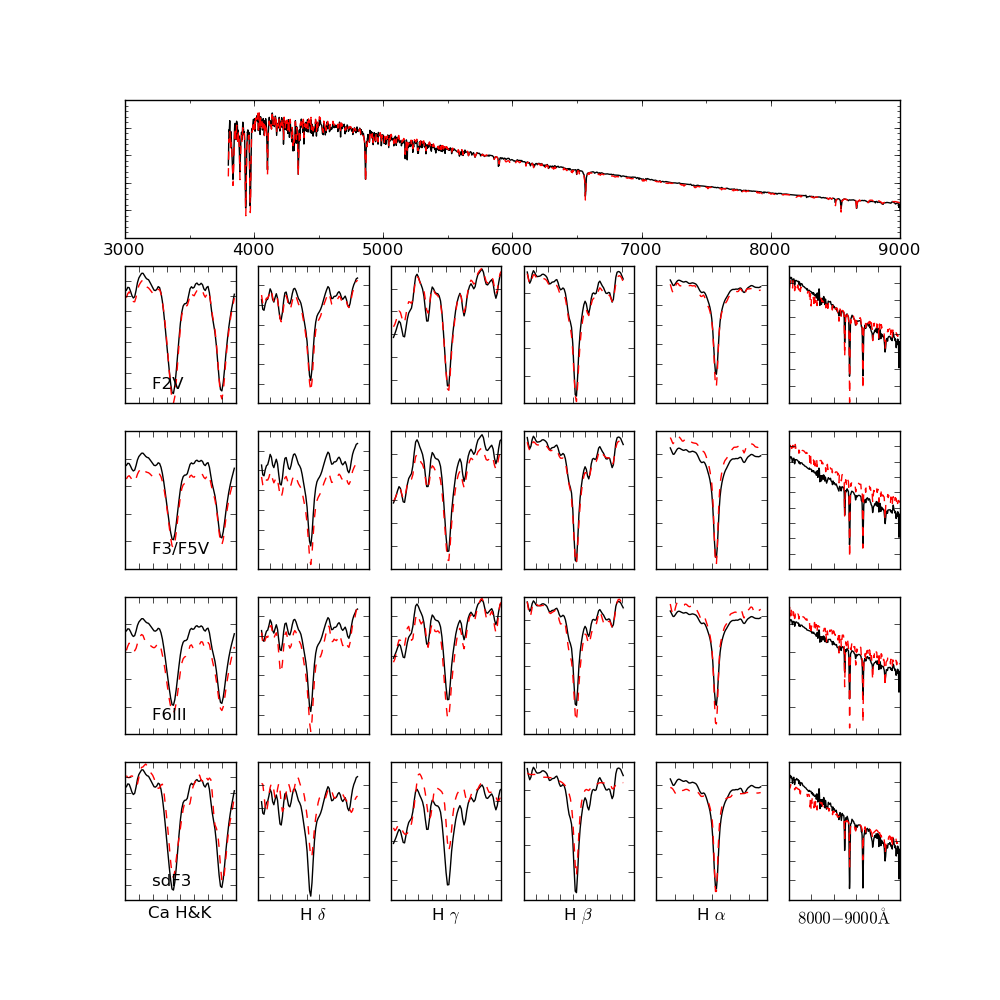 3000 4000 5000 6000 7000 8000 9000
F2V
F3/F5V
F6III
sdF3
Ca H&K H δ H γ H β H α 8000−9000Å